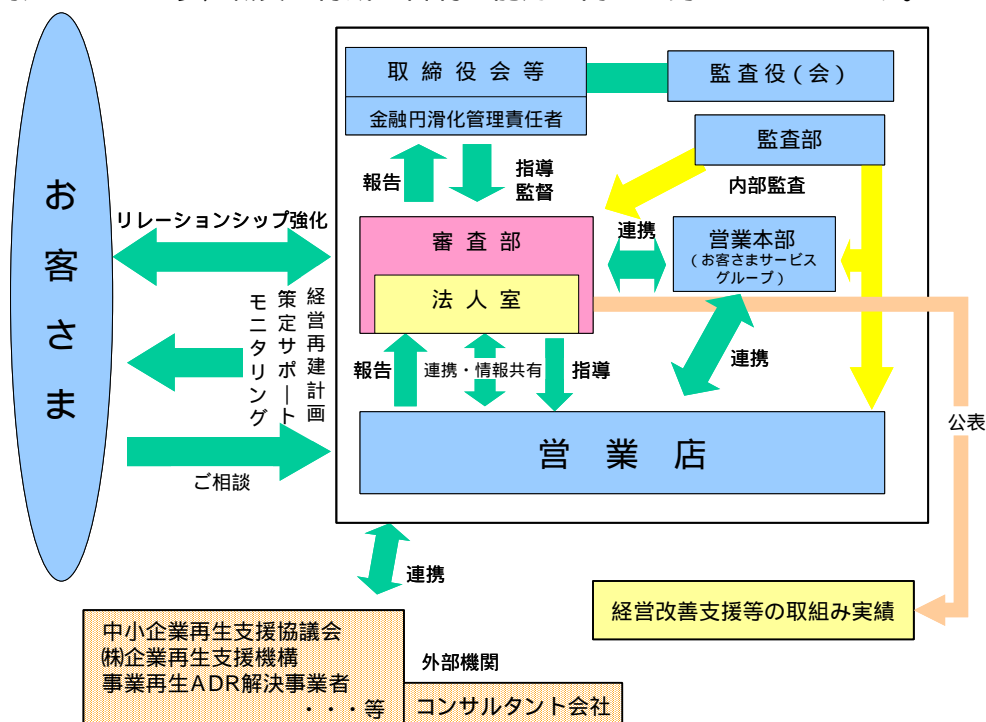 取締役会等
金融円滑化管理責任者
監査役（会）
監査部
内部監査
報告
指導
監督
お客さま
リレーションシップ強化
審査部
法人室
連携
営業本部
（お客さまサービス
グループ）
経営再建計画
策定サポート
モニタリング
報告
連携・情報共有
指導
連携
営業店
ご相談
公表
連携
経営改善支援等の取組み実績
中小企業再生支援協議会
㈱企業再生支援機構
事業再生ADR解決事業者
・・・等
外部機関
コンサルタント会社